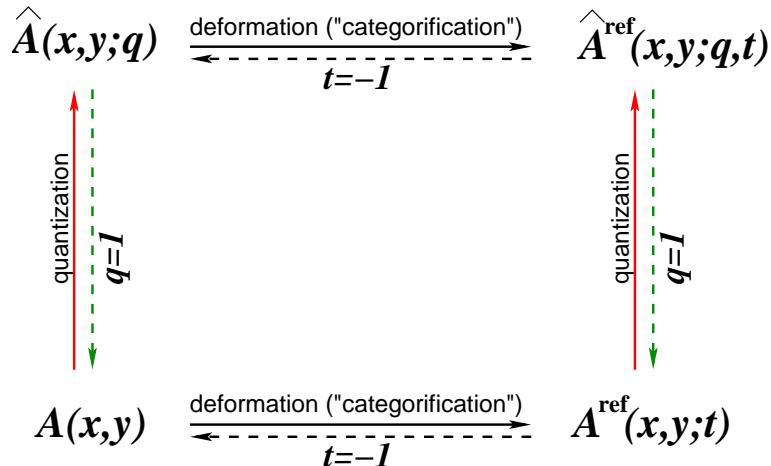 Â(x,y;q)
deformation ("categorification")
t=−1
Â^ref(x,y;q,t)
quantization
q=1
quantization
q=1
A(x,y)
deformation ("categorification")
t=−1
A^ref(x,y;t)